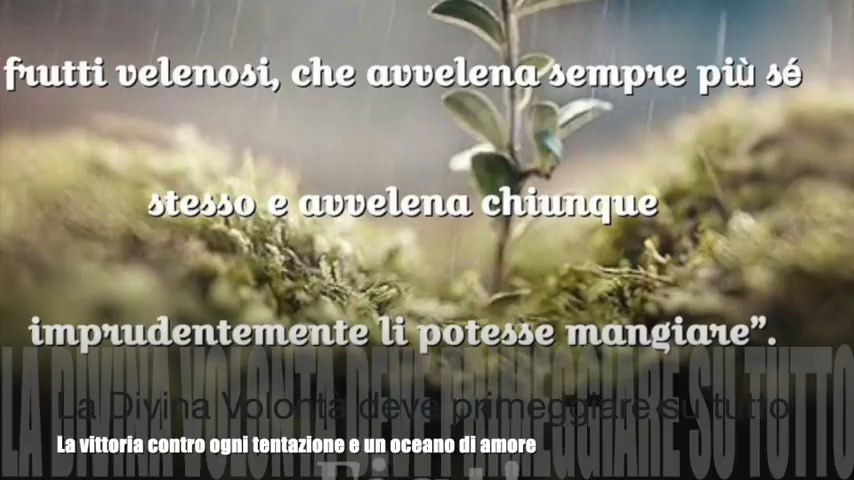 frutti velenosi, che avvelena sempre più sé
stesso e avvelena chiunque
imprudentemente li potesse mangiare”.
LA DIVINA VOLONTÀ DEVE PRIMEGGIARE SU TUTTO
La Divina Volontà deve primeggiare su tutto
La vittoria contro ogni tentazione e un oceano di amore